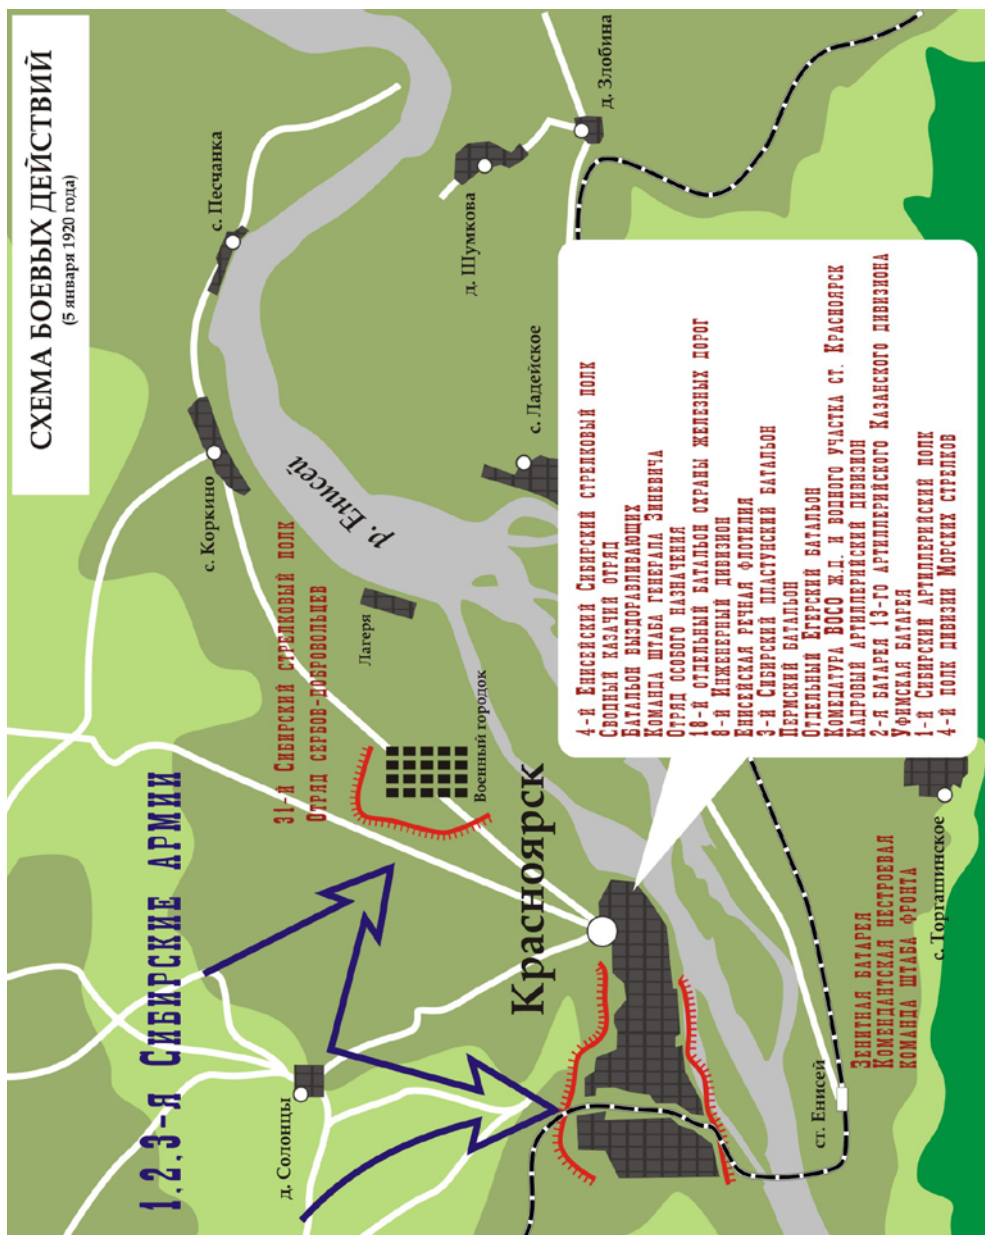 СХЕМА БОЕВЫХ ДЕЙСТВИЙ
(5 января 1920 года)
1,2,3-я Сибирские армии
31-й Сибирский стрелковый полк
Отряд сербов-добровольцев
с. Песчанка
с. Коркино
р. Енисей
Лагеря
Военный городок
д. Солонцы
Красноярск
д. Злобина
д. Шумкова
с. Ладейское
4-й Енисейский Сибирский стрелковый полк
Сводный казачий отряд
Батальон выздоравливающих
Команда штаба генерала Зиневича
Отряд особого назначения
18-й отдельный батальон охраны железных дорог
8-й Инженерный дивизион
Енисейская речная флотилия
3-й Сибирский пластунский батальон
Пермский батальон
Отдельный Егерский батальон
Комедатура ВОСО ж.д. и водного участка ст. Красноярск
Кадровый артиллерийский дивизион
2-я батарея 13-го артиллерийского Казанского дивизиона
Уфимская батарея
1-й Сибирский артиллерийский полк
4-й полк дивизии Морских стрелков
ст. Енисей
Зенитная батарея
Комендантская нестроевая
команда штаба фронта
с. Торгашинское